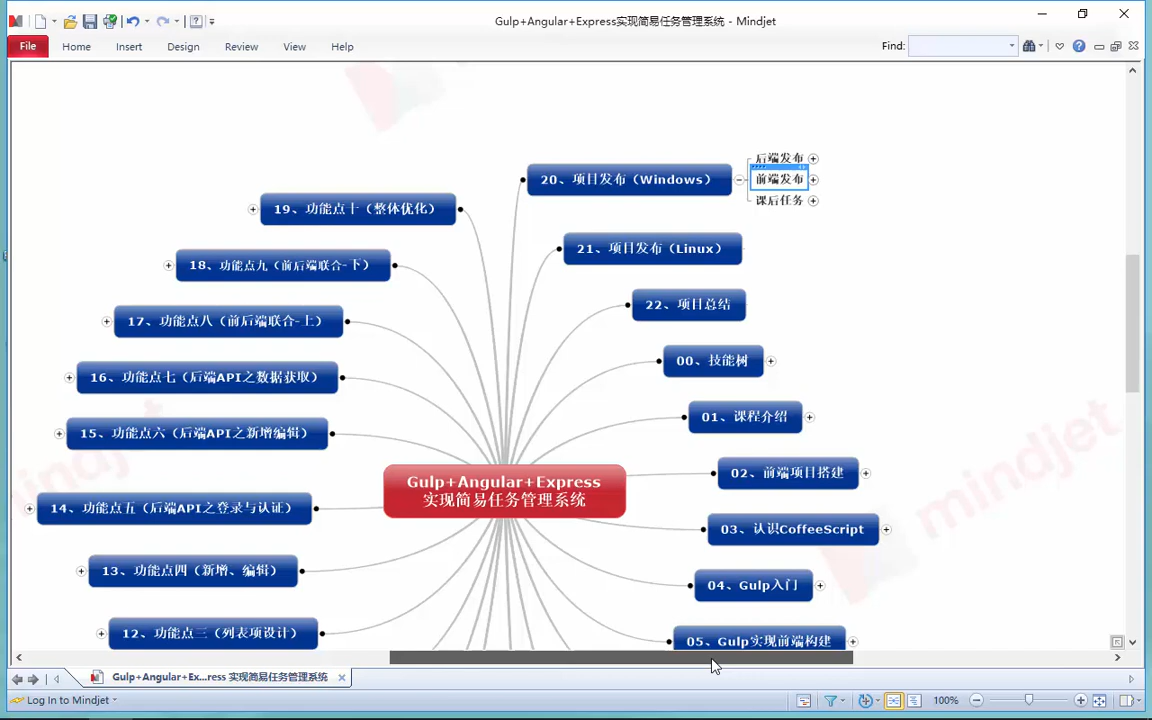 Gulp+Angular+Express实现简易任务管理系统 - Mindjet
File Home Insert Design Review View Help
Find:
后端发布
20、项目发布（Windows）
前端发布
课后任务
19、功能点十（整体优化）
21、项目发布（Linux）
18、功能点九（前后端联合-下）
22、项目总结
17、功能点八（前后端联合-上）
00、技能树
16、功能点七（后端API之数据获取）
01、课程介绍
15、功能点六（后端API之新增编辑）
02、前端项目搭建
Gulp+Angular+Express
实现简易任务管理系统
14、功能点五（后端API之登录与认证）
03、认识CoffeeScript
13、功能点四（新增、编辑）
04、Gulp入门
12、功能点三（列表项设计）
05、Gulp实现前端构建
mindjet
mindjet
Gulp+Angular+Ex...ress 实现简易任务管理系统
Log In to Mindjet
100%